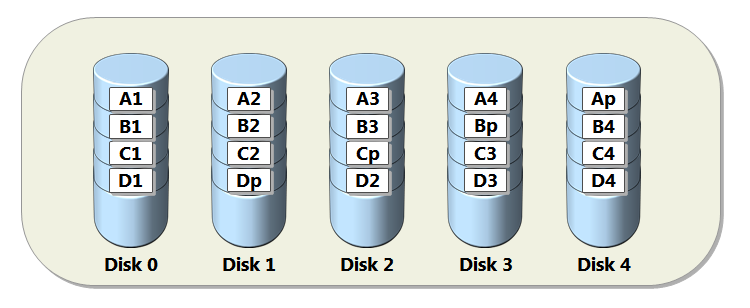 A1 A2 A3 A4 Ap
B1 B2 B3 Bp B4
C1 C2 Cp C3 C4
D1 Dp D2 D3 D4
Disk 0 Disk 1 Disk 2 Disk 3 Disk 4